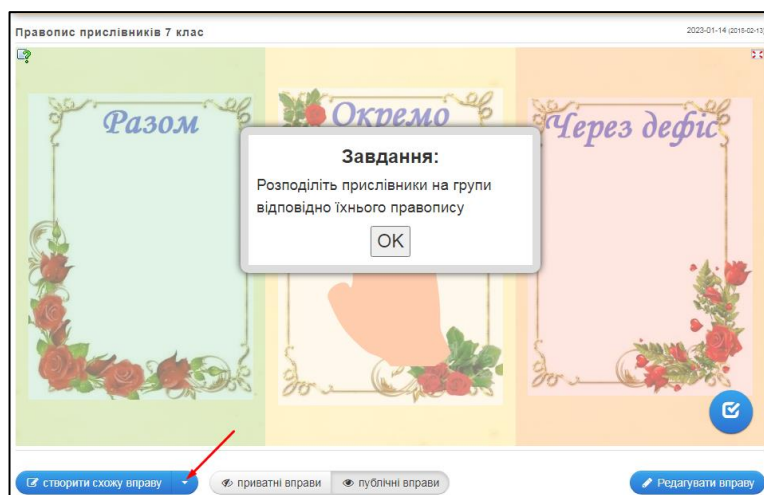 Правопис прислівників 7 клас
2023-01-14 (2018-02-13)
Разом
Окремо
Через дефіс
Завдання:
Розподіліть прислівники на групи
відповідно їхнього правопису
OK
створити схожу вправу
приватні вправи
публічні вправи
Редагувати вправу